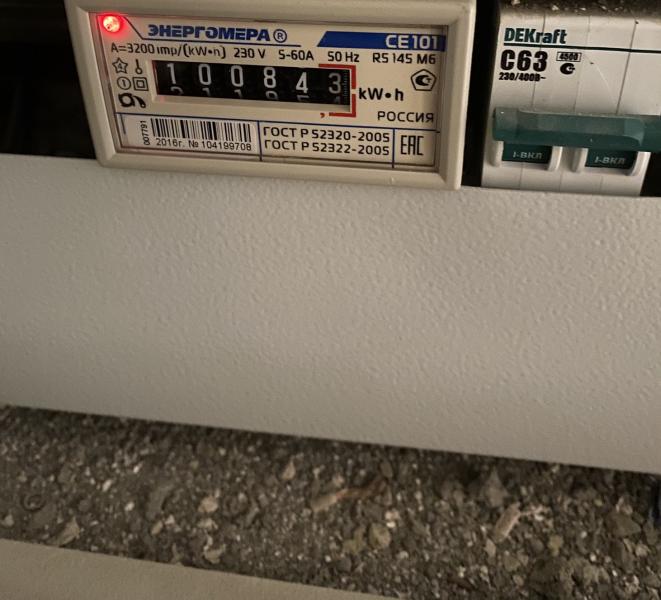 ЭНЕРГОМЕРА®
CE101
A=3200 imp/(kW•h) 230 V 5-60A 50 Hz R5 145 M6
100843
kW•h
РОССИЯ
007791
2016г. № 104199708
ГОСТ Р 52320-2005
ГОСТ Р 52322-2005
EAC
DEKraft
C63
4500
230/400В~
I-ВКЛ
I-ВКЛ